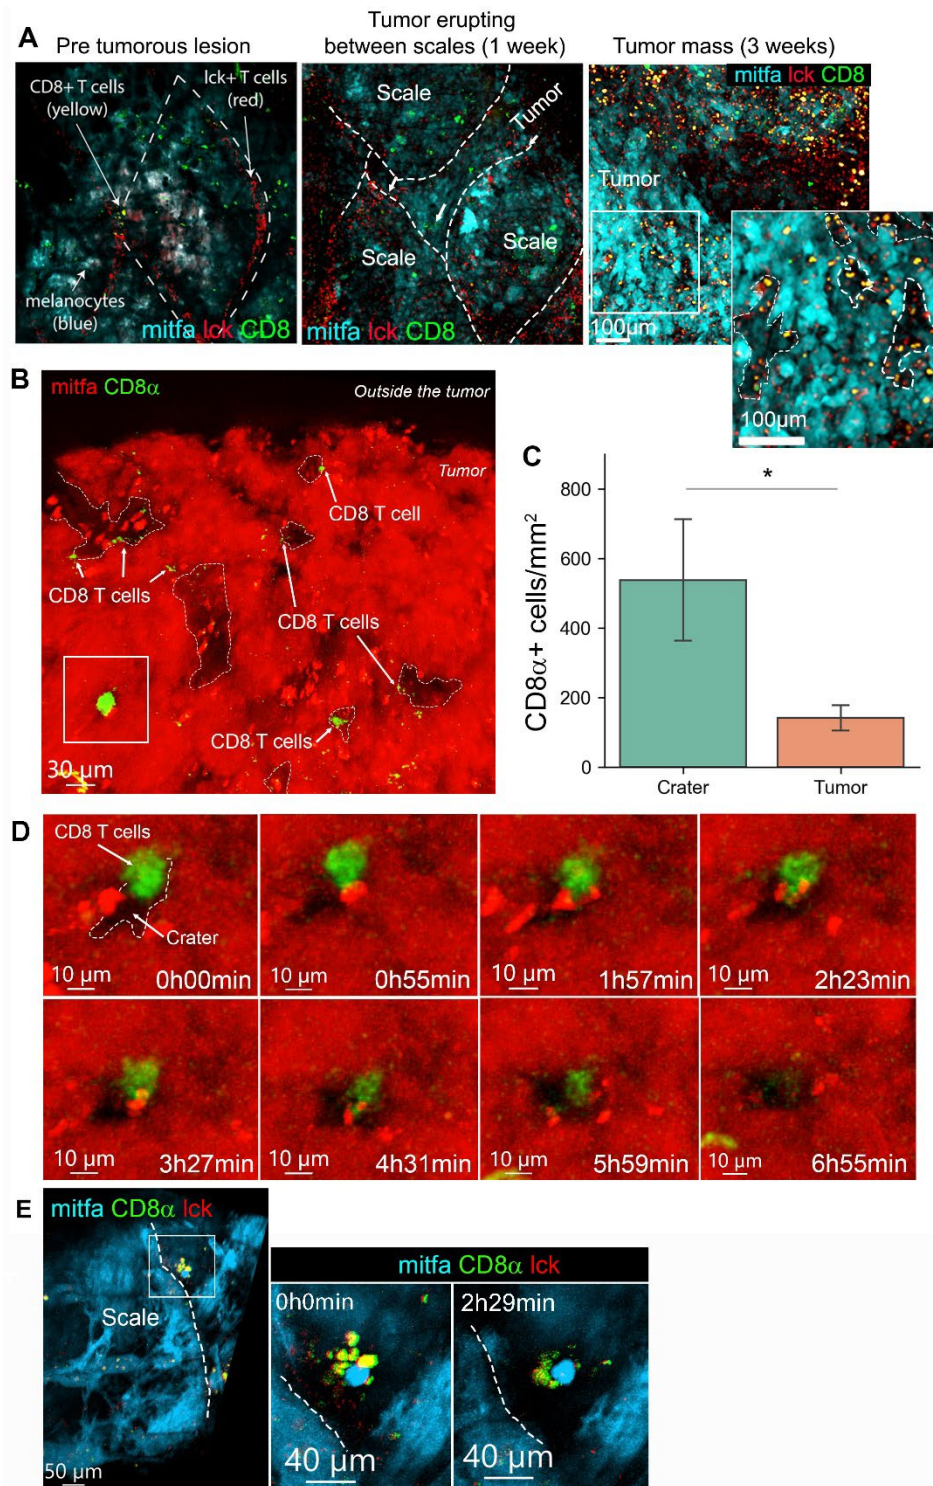 A
Pre tumorous lesion
Tumor erupting
between scales (1 week)
Tumor mass (3 weeks)
CD8+ T cells
(yellow)
lck+ T cells
(red)
melanocytes
(blue)
mitfa lck CD8
Scale
Tumor
Scale
Scale
mitfa lck CD8
mitfa lck CD8
Tumor
100µm
100µm
B
mitfa CD8α
Outside the tumor
Tumor
CD8 T cell
CD8 T cells
CD8 T cells
CD8 T cells
30 µm
C
CD8α+ cells/mm²
800
600
400
200
0
*
Crater
Tumor
D
CD8 T cells
Crater
10 µm
0h00min
10 µm
0h55min
10 µm
1h57min
10 µm
2h23min
10 µm
3h27min
10 µm
4h31min
10 µm
5h59min
10 µm
6h55min
E
mitfa CD8α lck
Scale
50 µm
mitfa CD8α lck
0h0min
40 µm
2h29min
40 µm